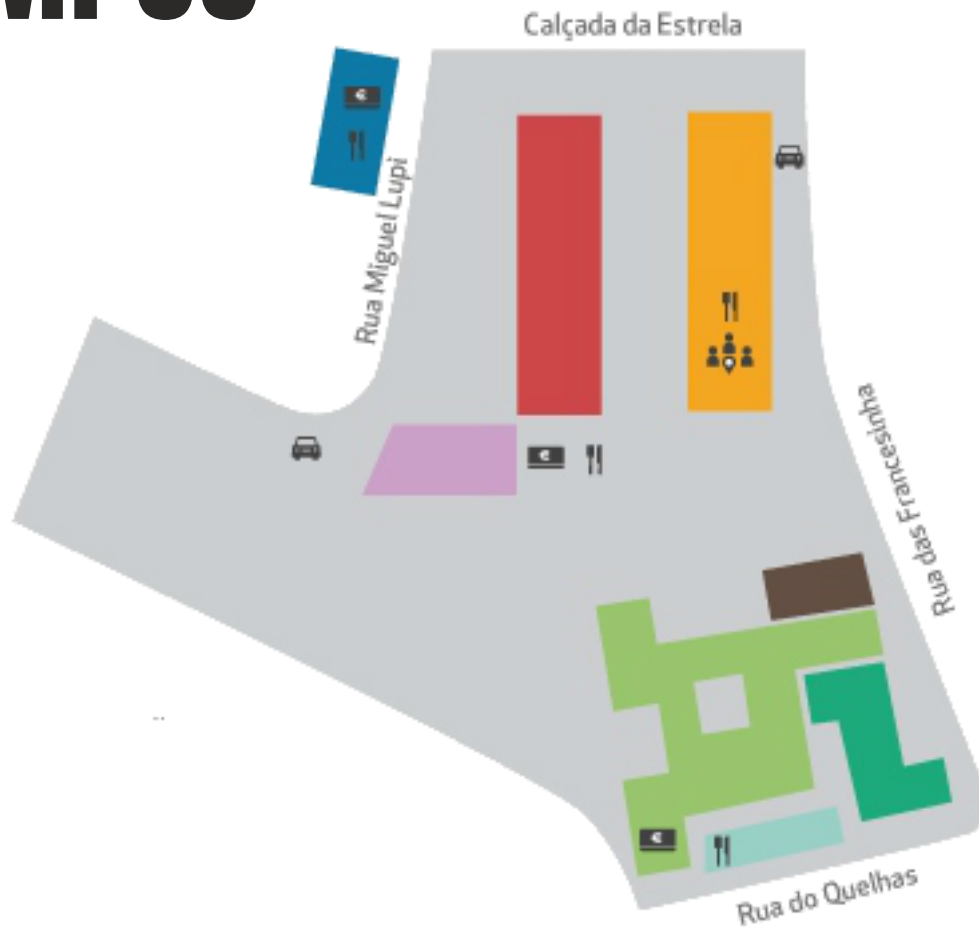 Calçada da Estrela
Rua Miguel Lupi
Rua das Francesinha
Rua do Quelhas